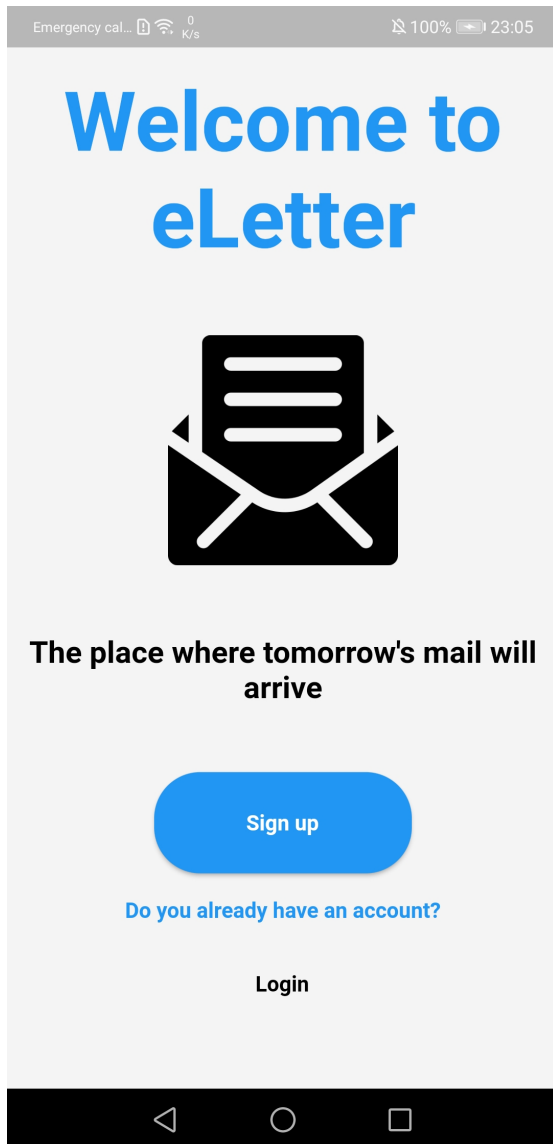 Emergency cal... 0 K/s 100% 23:05
Welcome to
eLetter
The place where tomorrow's mail will
arrive
Sign up
Do you already have an account?
Login